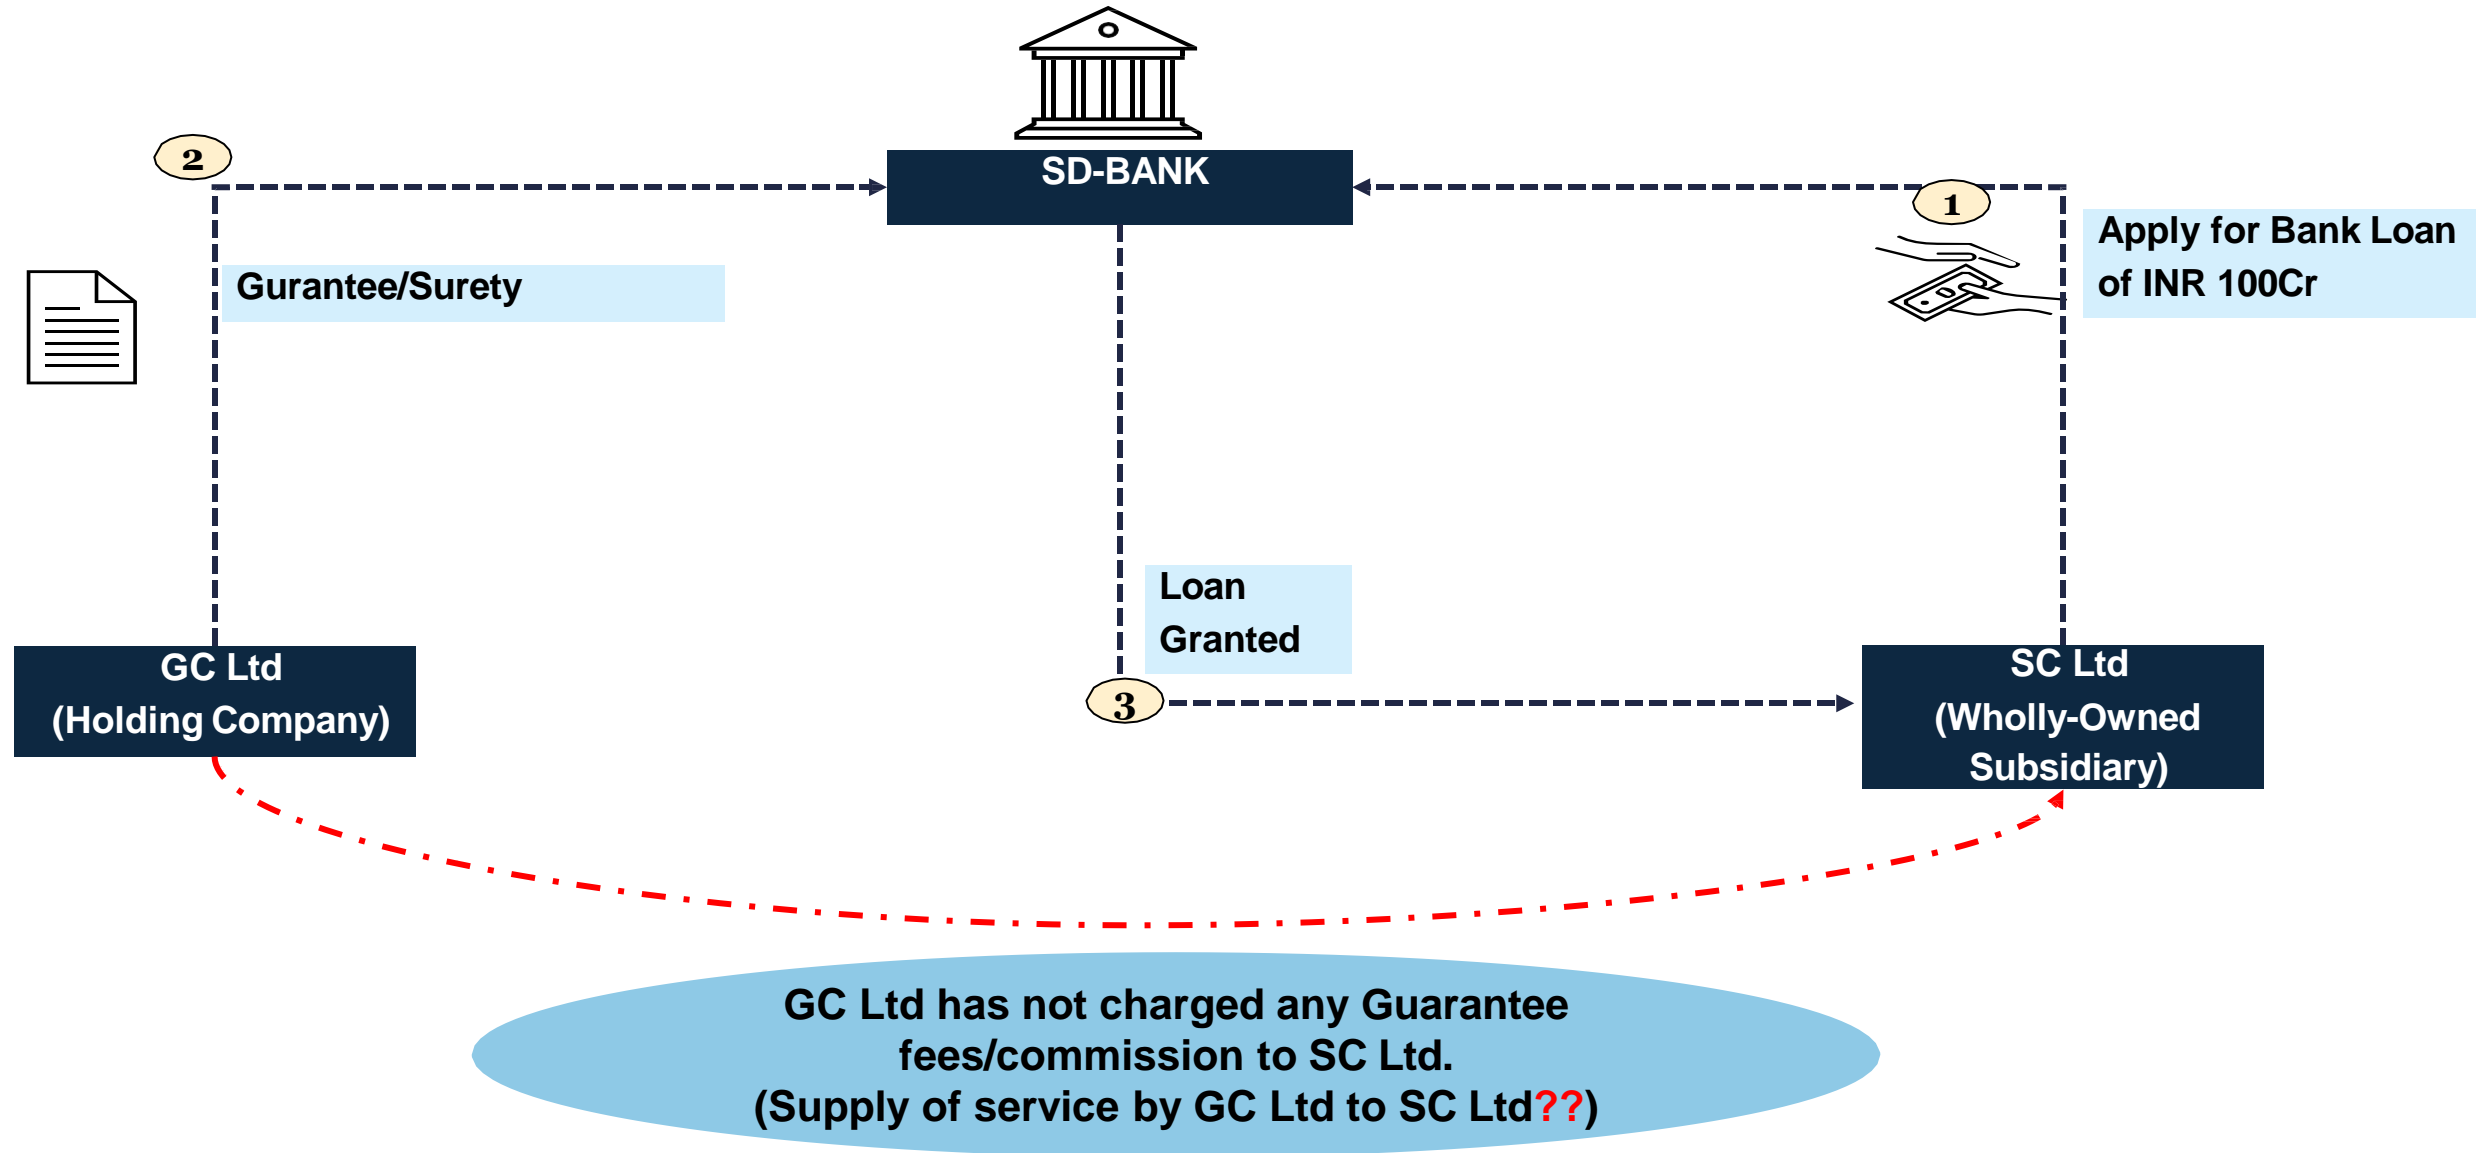 SD-BANK
2
1
Apply for Bank Loan
of INR 100Cr
Gurantee/Surety
Loan
Granted
3
GC Ltd
(Holding Company)
SC Ltd
(Wholly-Owned
Subsidiary)
GC Ltd has not charged any Guarantee
fees/commission to SC Ltd.
(Supply of service by GC Ltd to SC Ltd??)